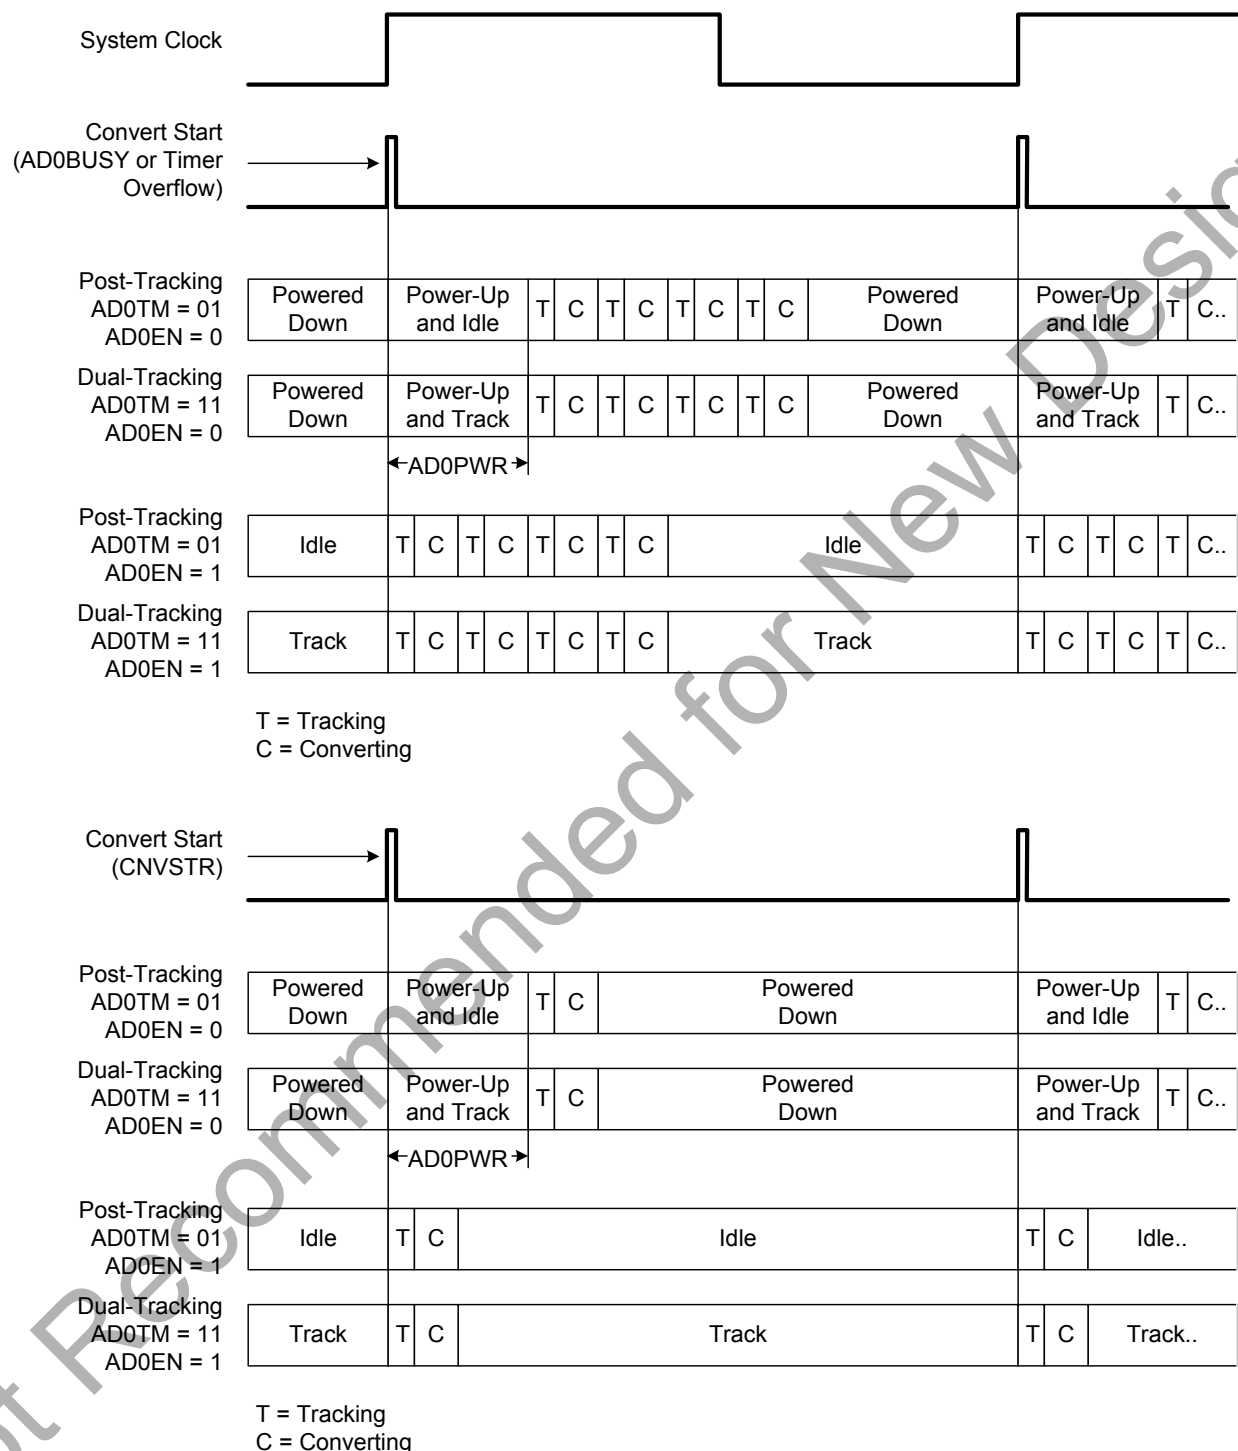 System Clock
Convert Start
(AD0BUSY or Timer
Overflow)
Post-Tracking
AD0TM = 01
AD0EN = 0
Powered
Down
Power-Up
and Idle
T C T C T C T C
Powered
Down
Power-Up
and Idle
T C..
Dual-Tracking
AD0TM = 11
AD0EN = 0
Powered
Down
Power-Up
and Track
T C T C T C T C
Powered
Down
Power-Up
and Track
T C..
AD0PWR
Post-Tracking
AD0TM = 01
AD0EN = 1
Idle T C T C T C T C Idle T C T C T C..
Dual-Tracking
AD0TM = 11
AD0EN = 1
Track T C T C T C T C Track T C T C T C..
T = Tracking
C = Converting
Convert Start
(CNVSTR)
Post-Tracking
AD0TM = 01
AD0EN = 0
Powered
Down
Power-Up
and Idle
T C
Powered
Down
Power-Up
and Idle
T C..
Dual-Tracking
AD0TM = 11
AD0EN = 0
Powered
Down
Power-Up
and Track
T C
Powered
Down
Power-Up
and Track
T C..
AD0PWR
Post-Tracking
AD0TM = 01
AD0EN = 1
Idle T C Idle T C Idle..
Dual-Tracking
AD0TM = 11
AD0EN = 1
Track T C Track T C Track..
T = Tracking
C = Converting
Recommended for New